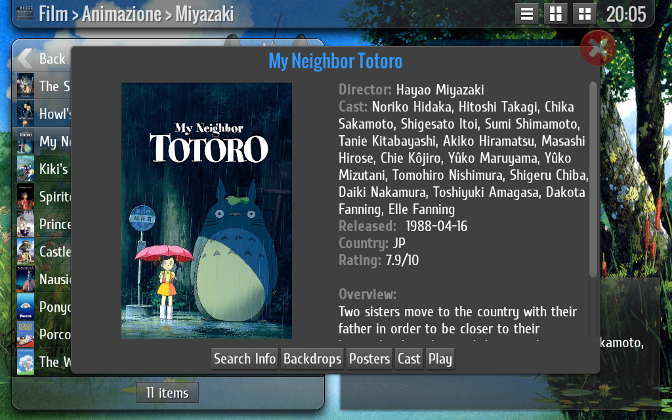 Film > Animazione > Miyazaki
20:05
Back
My Neighbor Totoro
The S
Howl's
My Ne
Kiki's
Spirite
Prince
Castle
Nausic
Ponyo
Porco
The W
11 items
My Neighbor
TOTORO
Director: Hayao Miyazaki
Cast: Noriko Hidaka, Hitoshi Takagi, Chika
Sakamoto, Shigesato Itoi, Sumi Shimamoto,
Tanie Kitabayashi, Akiko Hiramatsu, Masashi
Hirose, Chie Kôjiro, Yûko Maruyama, Yûko
Mizutani, Tomohiro Nishimura, Shigeru Chiba,
Daiki Nakamura, Toshiyuki Amagasa, Dakota
Fanning, Elle Fanning
Released: 1988-04-16
Country: JP
Rating: 7.9/10
Overview:
Two sisters move to the country with their
father in order to be closer to their
kamoto,
Search Info Backdrops Posters Cast Play